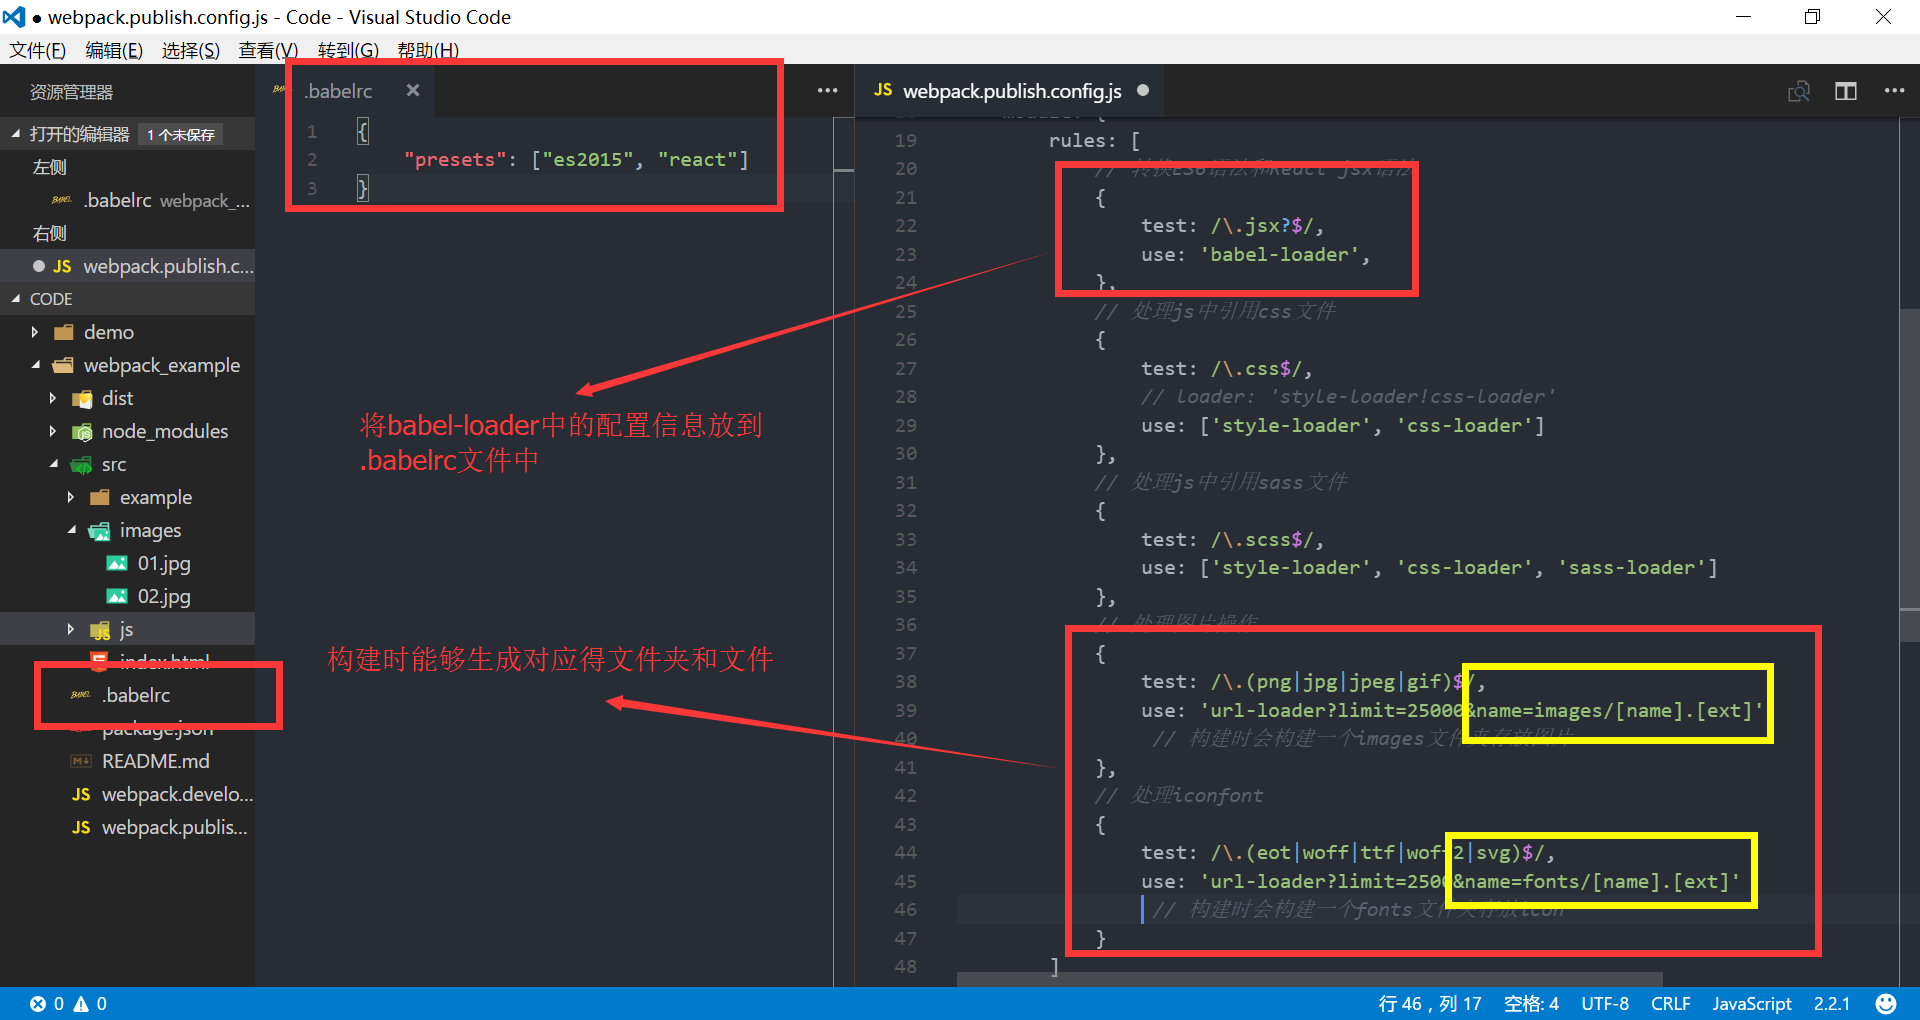 ● webpack.publish.config.js - Code - Visual Studio Code
文件(F) 编辑(E) 选择(S) 查看(V) 转到(G) 帮助(H)
资源管理器
打开的编辑器 1 个未保存
左侧
.babelrc webpack_...
右侧
● JS webpack.publish.c...
CODE
demo
webpack_example
dist
node_modules
src
example
images
01.jpg
02.jpg
js
index.html
.babelrc
package.json
README.md
JS webpack.develo...
JS webpack.publis...
.babelrc ×
1 {
2 "presets": ["es2015", "react"]
3 }
将babel-loader中的配置信息放到
.babelrc文件中
构建时能够生成对应得文件夹和文件
JS webpack.publish.config.js ●
19 rules: [
20 // 转换ES6语法和React jsx语法
21 {
22 test: /\.jsx?$/,
23 use: 'babel-loader',
24 },
25 // 处理js中引用css文件
26 {
27 test: /\.css$/,
28 // loader: 'style-loader!css-loader'
29 use: ['style-loader', 'css-loader']
30 },
31 // 处理js中引用sass文件
32 {
33 test: /\.scss$/,
34 use: ['style-loader', 'css-loader', 'sass-loader']
35 },
36 // 处理图片操作
37 {
38 test: /\.(png|jpg|jpeg|gif)$/,
39 use: 'url-loader?limit=25000&name=images/[name].[ext]'
40 // 构建时会构建一个images文件夹存放图片
41 },
42 // 处理iconfont
43 {
44 test: /\.(eot|woff|ttf|woff2|svg)$/,
45 use: 'url-loader?limit=2500&name=fonts/[name].[ext]'
46 // 构建时会构建一个fonts文件夹存放icon
47 }
48 ]
0 0 行 46，列 17 空格: 4 UTF-8 CRLF JavaScript 2.2.1